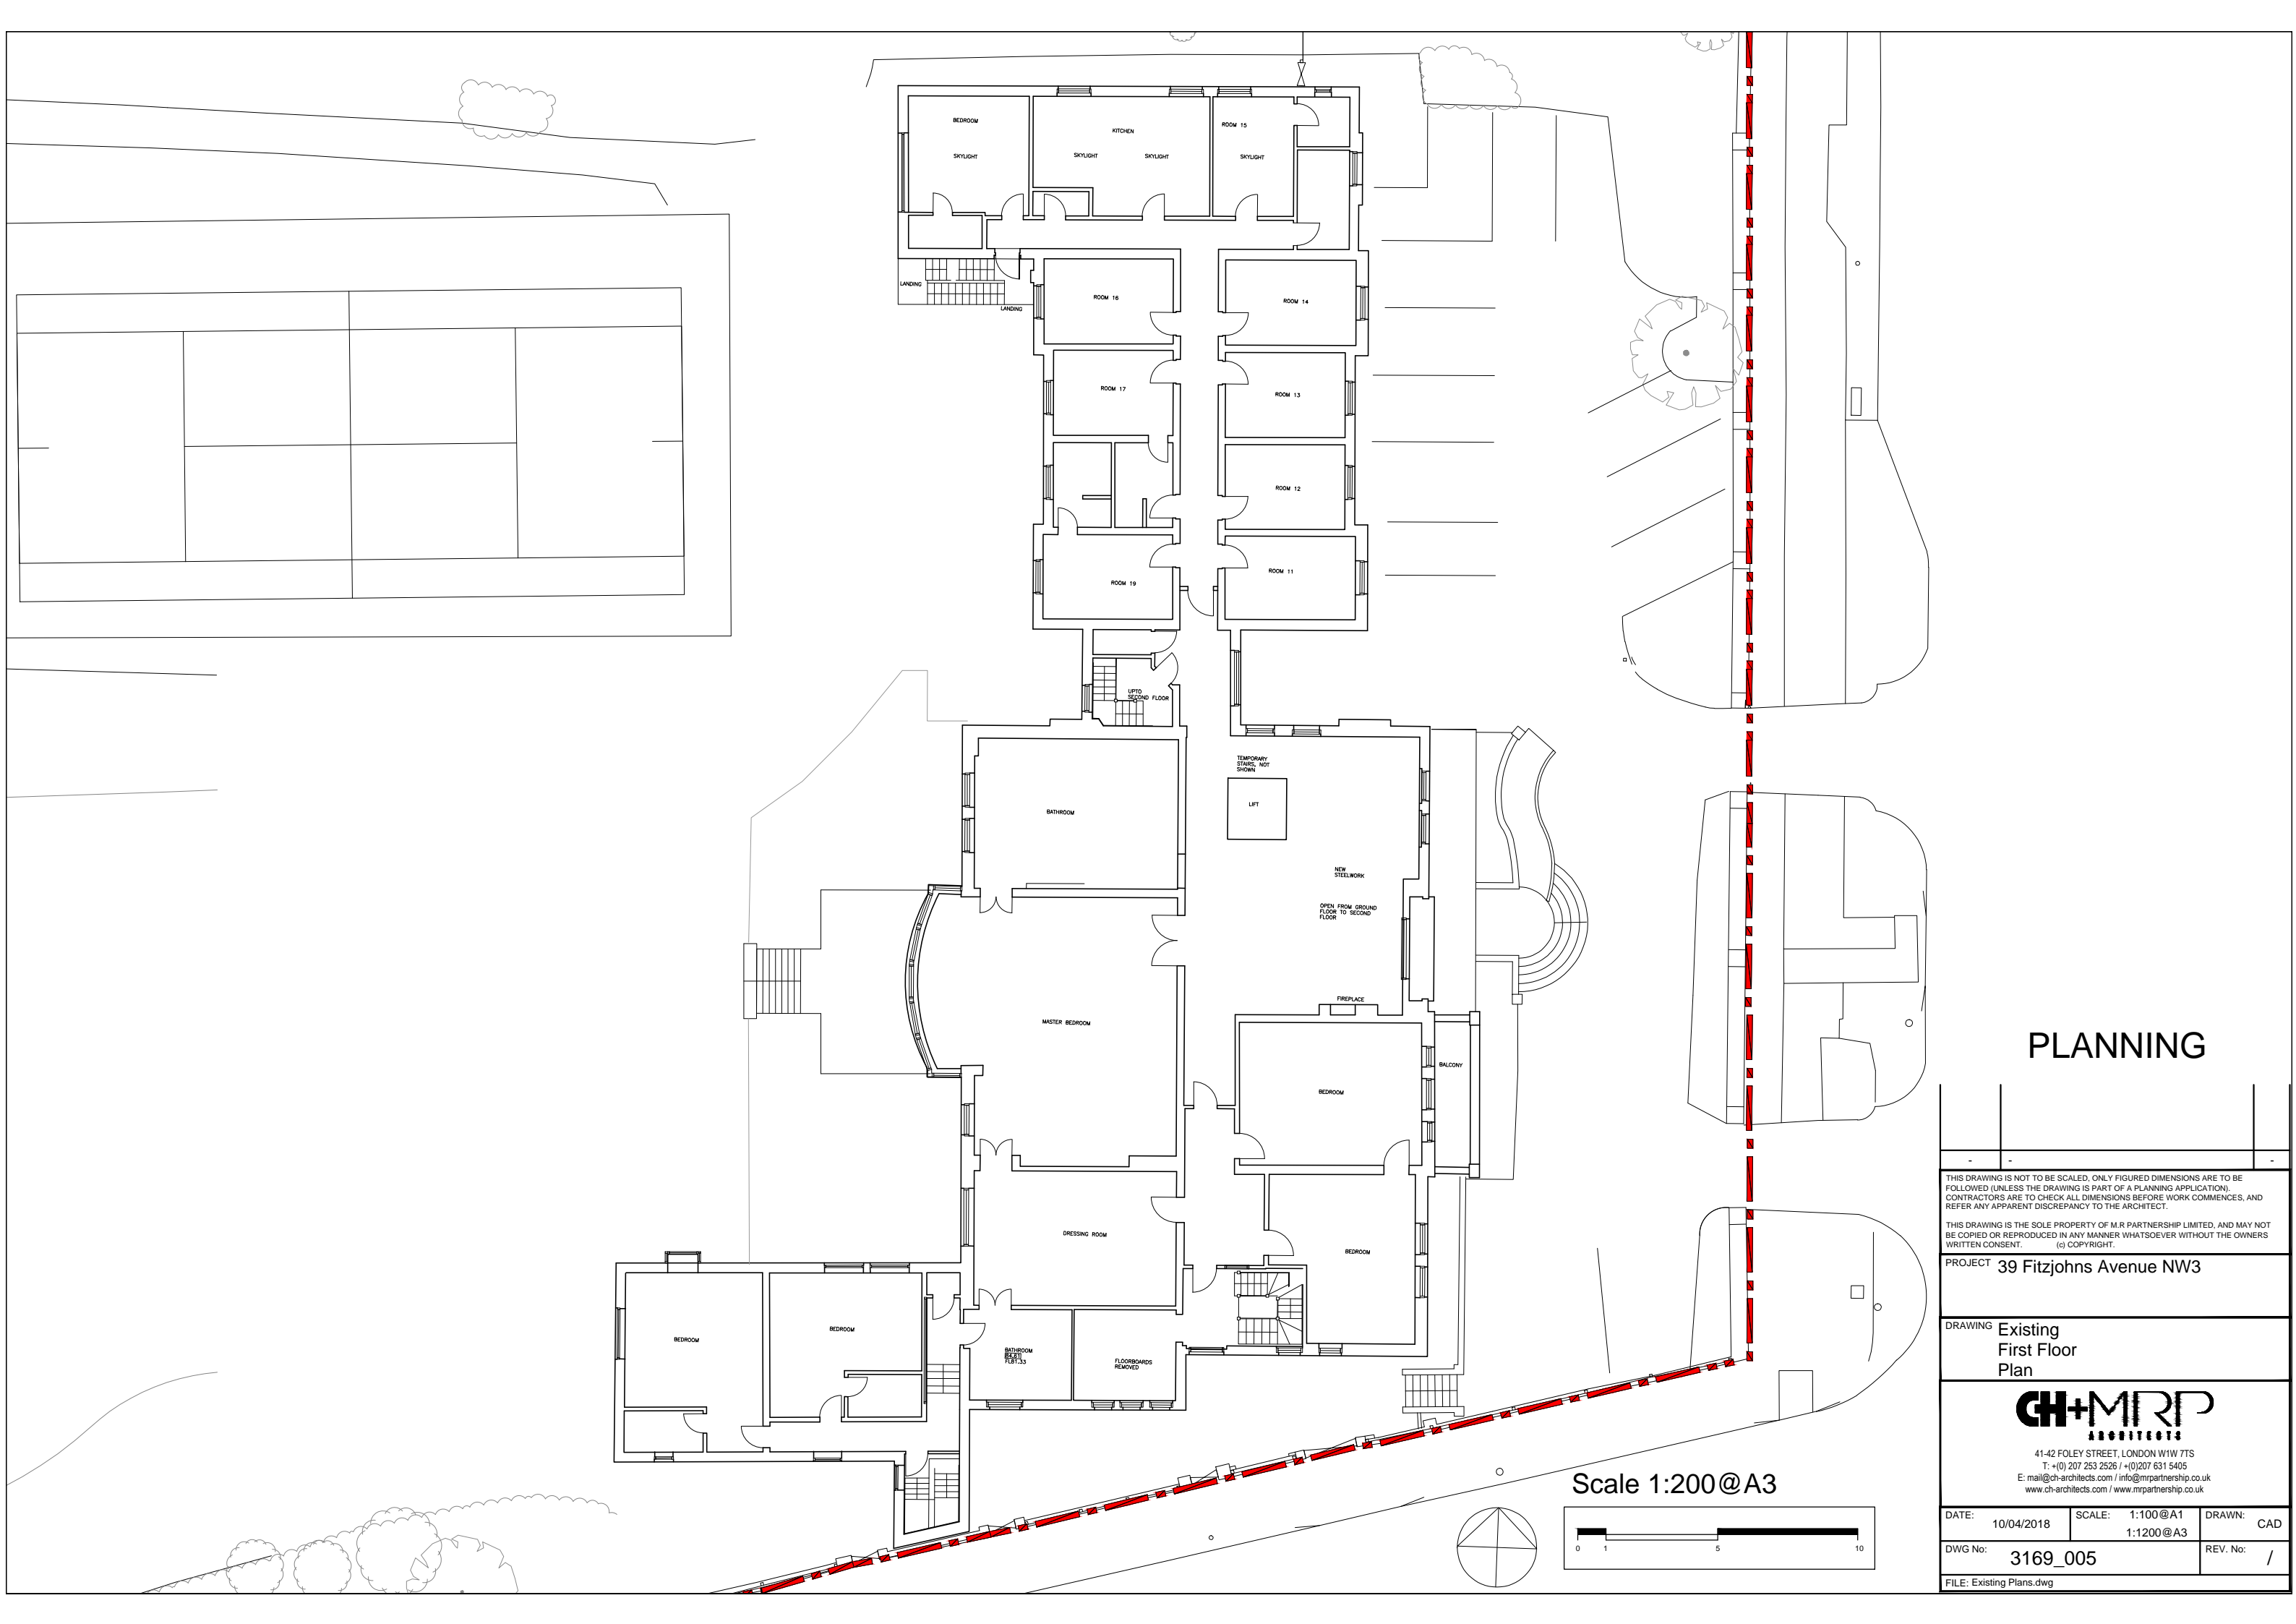 BEDROOM
KITCHEN
ROOM 15
SKYLIGHT
SKYLIGHT
SKYLIGHT
SKYLIGHT
LANDING
LANDING
ROOM 16
ROOM 14
ROOM 17
ROOM 13
ROOM 12
ROOM 11
ROOM 19
UPTO
SECOND FLOOR
TEMPORARY
STAIRS, NOT
SHOWN
LIFT
BATHROOM
NEW
STEELWORK
OPEN FROM GROUND
FLOOR TO SECOND
FLOOR
FIREPLACE
MASTER BEDROOM
BEDROOM
BALCONY
DRESSING ROOM
BEDROOM
BEDROOM
BEDROOM
BATHROOM
FL81.33
FLOORBOARDS
REMOVED
Scale 1:200@A3
0 1 5 10
PLANNING
- - -
THIS DRAWING IS NOT TO BE SCALED, ONLY FIGURED DIMENSIONS ARE TO BE
FOLLOWED (UNLESS THE DRAWING IS PART OF A PLANNING APPLICATION).
CONTRACTORS ARE TO CHECK ALL DIMENSIONS BEFORE WORK COMMENCES, AND
REFER ANY APPARENT DISCREPANCY TO THE ARCHITECT.
THIS DRAWING IS THE SOLE PROPERTY OF M.R PARTNERSHIP LIMITED, AND MAY NOT
BE COPIED OR REPRODUCED IN ANY MANNER WHATSOEVER WITHOUT THE OWNERS
WRITTEN CONSENT. (c) COPYRIGHT.
PROJECT 39 Fitzjohns Avenue NW3
DRAWING Existing
First Floor
Plan
CH+MRP
ARCHITECTS
41-42 FOLEY STREET, LONDON W1W 7TS
T: +(0) 207 253 2526 / +(0)207 631 5405
E: mail@ch-architects.com / info@mrpartnership.co.uk
www.ch-architects.com / www.mrpartnership.co.uk
DATE: 10/04/2018 SCALE: 1:100@A1 DRAWN: CAD
1:1200@A3
DWG No: 3169_005 REV. No: /
FILE: Existing Plans.dwg